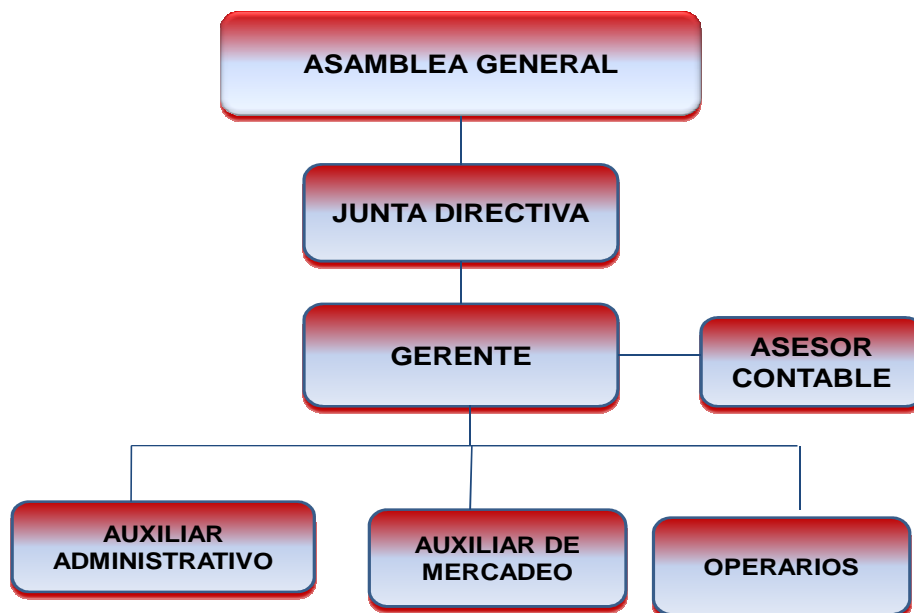 ASAMBLEA GENERAL
JUNTA DIRECTIVA
GERENTE
ASESOR
CONTABLE
AUXILIAR
ADMINISTRATIVO
AUXILIAR DE
MERCADEO
OPERARIOS